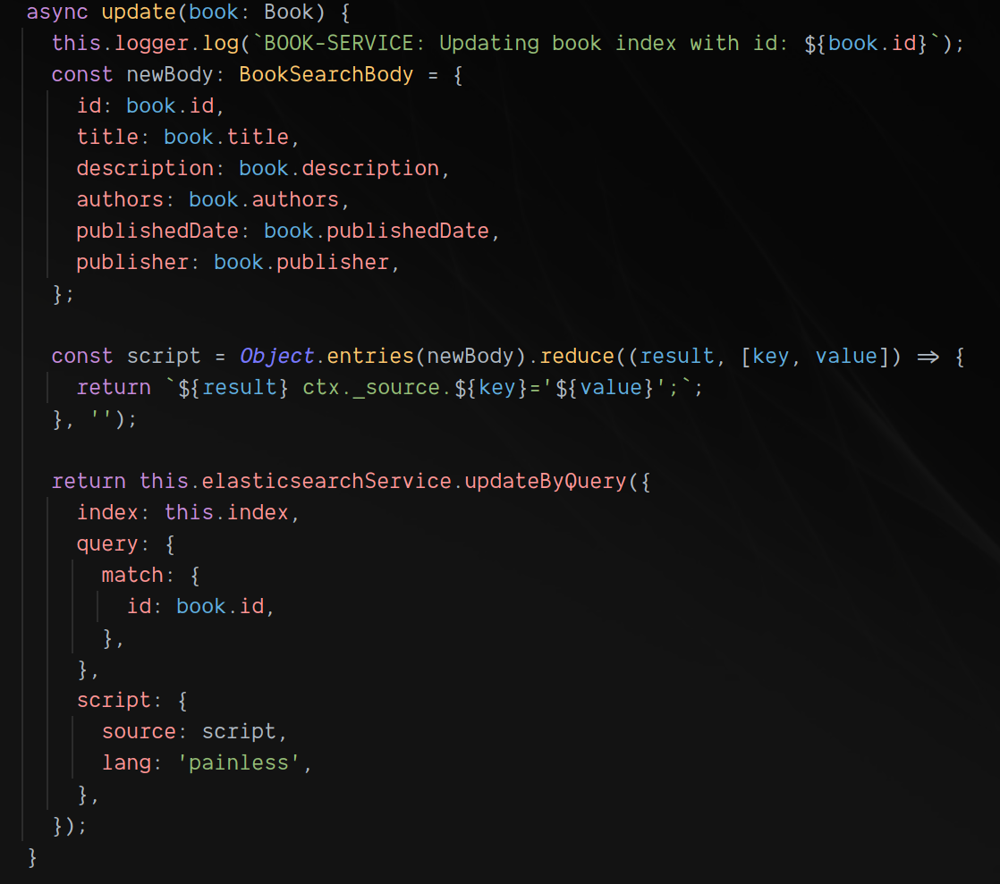 async update(book: Book) {
this.logger.log(`BOOK-SERVICE: Updating book index with id: ${book.id}`);
const newBody: BookSearchBody = {
id: book.id,
title: book.title,
description: book.description,
authors: book.authors,
publishedDate: book.publishedDate,
publisher: book.publisher,
};
const script = Object.entries(newBody).reduce((result, [key, value]) => {
return `${result} ctx._source.${key}='${value}';`;
}, '');
return this.elasticsearchService.updateByQuery({
index: this.index,
query: {
match: {
id: book.id,
},
},
script: {
source: script,
lang: 'painless',
},
});
}